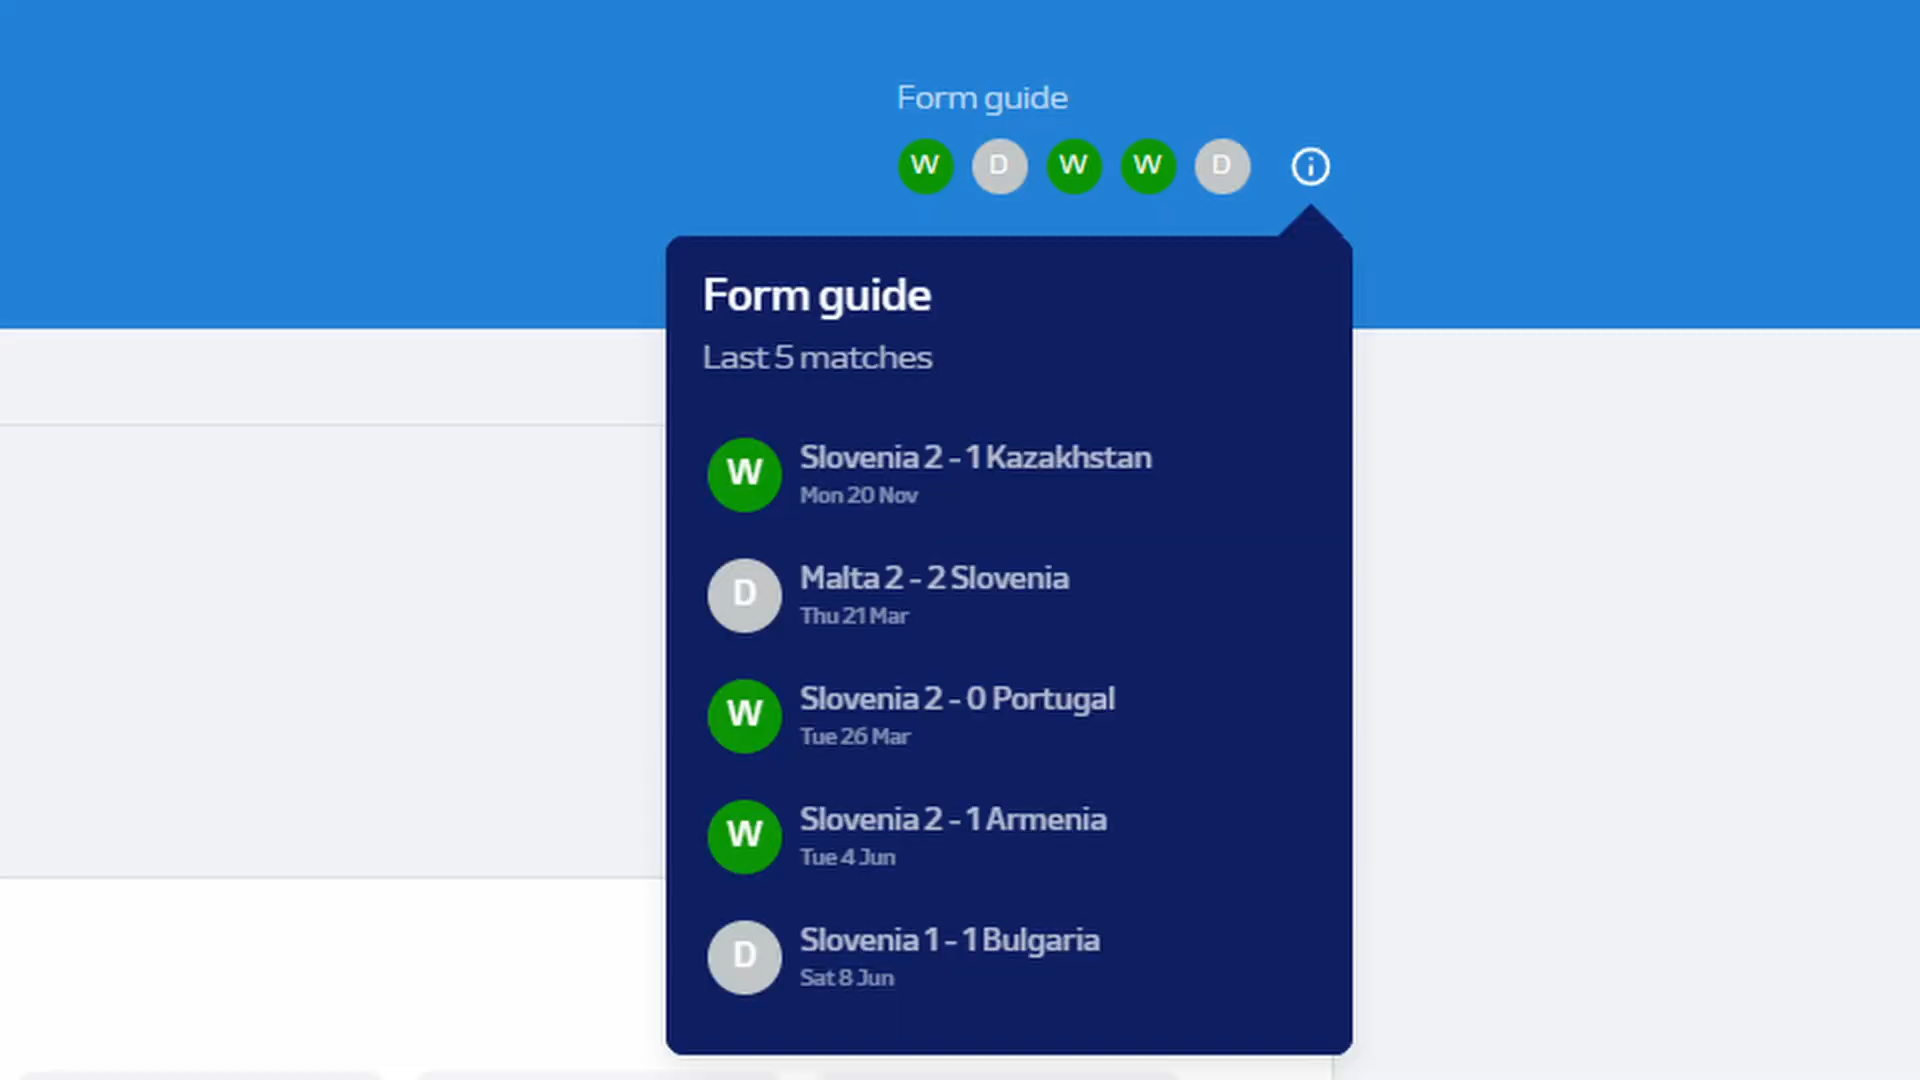 Form guide
W D W W D
Form guide
Last 5 matches
W
Slovenia 2 - 1 Kazakhstan
Mon 20 Nov
D
Malta 2 - 2 Slovenia
Thu 21 Mar
W
Slovenia 2 - 0 Portugal
Tue 26 Mar
W
Slovenia 2 - 1 Armenia
Tue 4 Jun
D
Slovenia 1 - 1 Bulgaria
Sat 8 Jun